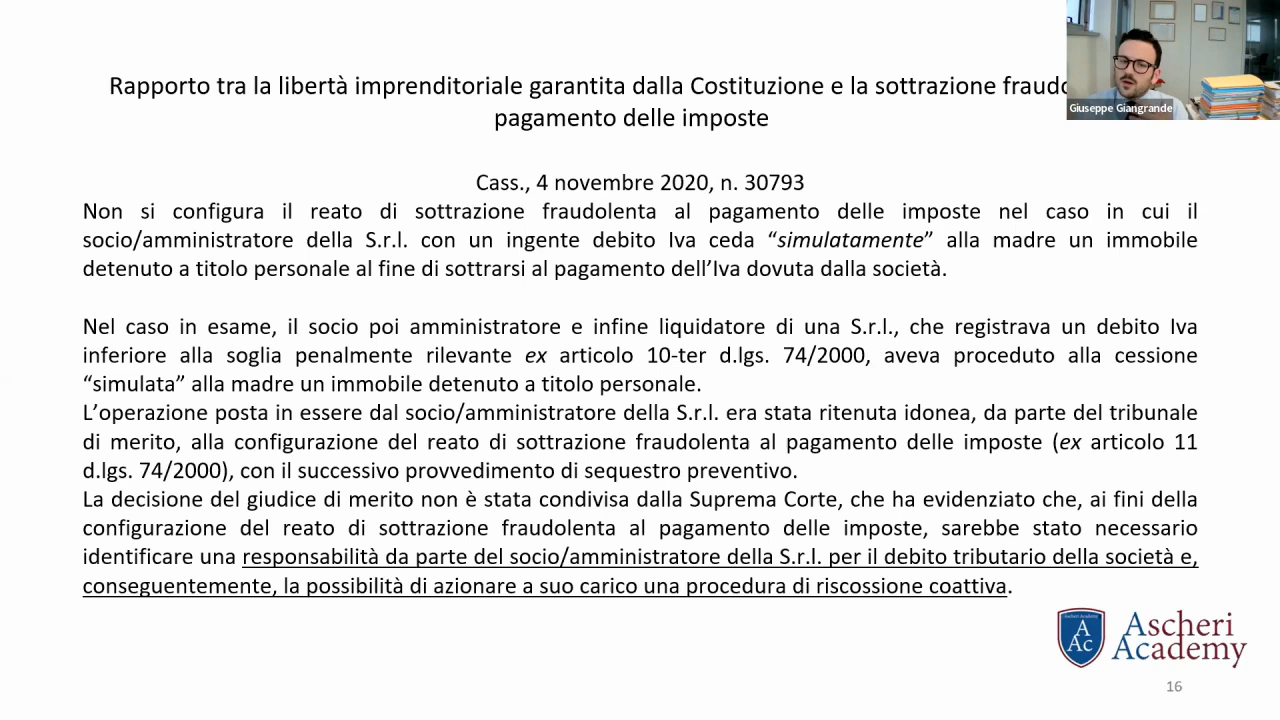 Rapporto tra la libertà imprenditoriale garantita dalla Costituzione e la sottrazione
pagamento delle imposte
Giuseppe Giangrande
Cass., 4 novembre 2020, n. 30793
Non si configura il reato di sottrazione fraudolenta al pagamento delle imposte nel caso in cui il
socio/amministratore della S.r.l. con un ingente debito Iva ceda “simulatamente” alla madre un immobile
detenuto a titolo personale al fine di sottrarsi al pagamento dell’Iva dovuta dalla società.
Nel caso in esame, il socio poi amministratore e infine liquidatore di una S.r.l., che registrava un debito Iva
inferiore alla soglia penalmente rilevante ex articolo 10-ter d.lgs. 74/2000, aveva proceduto alla cessione
“simulata” alla madre un immobile detenuto a titolo personale.
L’operazione posta in essere dal socio/amministratore della S.r.l. era stata ritenuta idonea, da parte del tribunale
di merito, alla configurazione del reato di sottrazione fraudolenta al pagamento delle imposte (ex articolo 11
d.lgs. 74/2000), con il successivo provvedimento di sequestro preventivo.
La decisione del giudice di merito non è stata condivisa dalla Suprema Corte, che ha evidenziato che, ai fini della
configurazione del reato di sottrazione fraudolenta al pagamento delle imposte, sarebbe stato necessario
identificare una responsabilità da parte del socio/amministratore della S.r.l. per il debito tributario della società e,
conseguentemente, la possibilità di azionare a suo carico una procedura di riscossione coattiva.
A
Ac
Ascheri
Academy
16